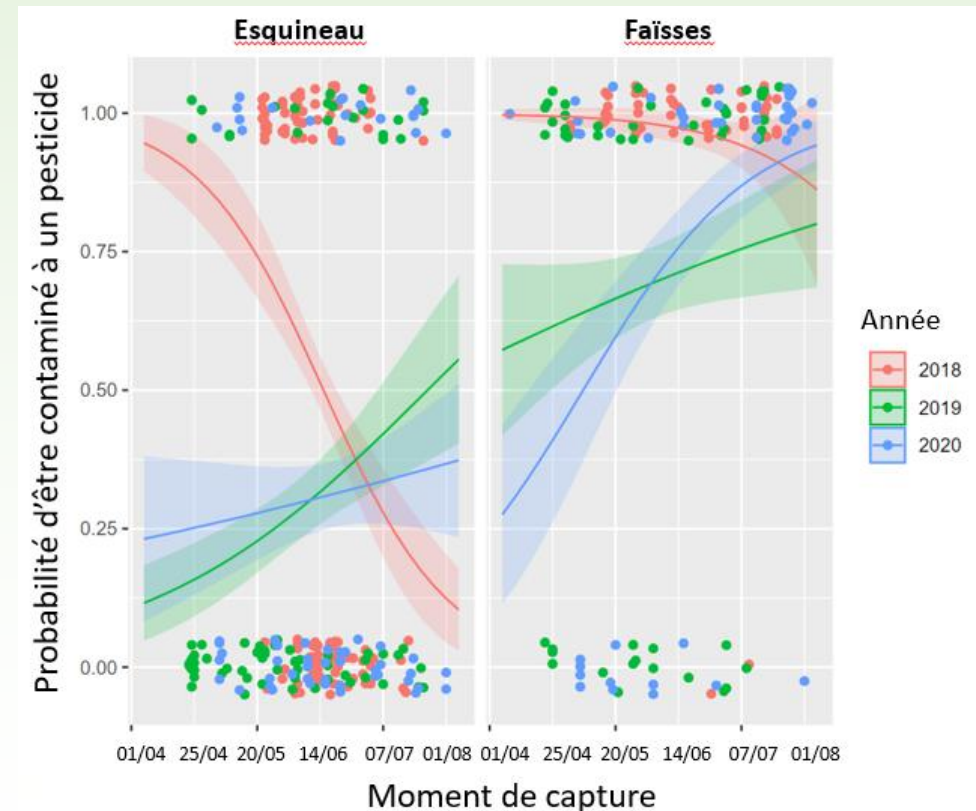 Esquineau
Faïsses
Probabilité d'être contaminé à un pesticide
1.00
0.75
0.50
0.25
0.00
01/04 25/04 20/05 14/06 07/07 01/08
01/04 25/04 20/05 14/06 07/07 01/08
Moment de capture
Année
2018
2019
2020